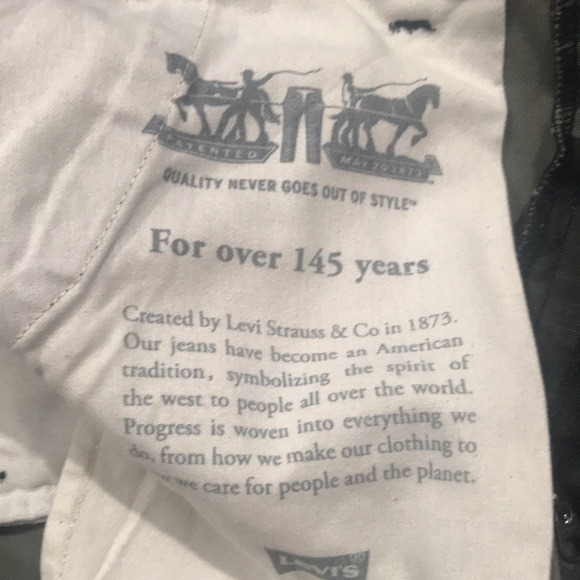 PATENTED
MAY 20 1873
QUALITY NEVER GOES OUT OF STYLE™
For over 145 years
Created by Levi Strauss & Co in 1873.
Our jeans have become an American
tradition, symbolizing the spirit of
the west to people all over the world.
Progress is woven into everything we
do, from how we make our clothing to
we care for people and the planet.
LEVI'S